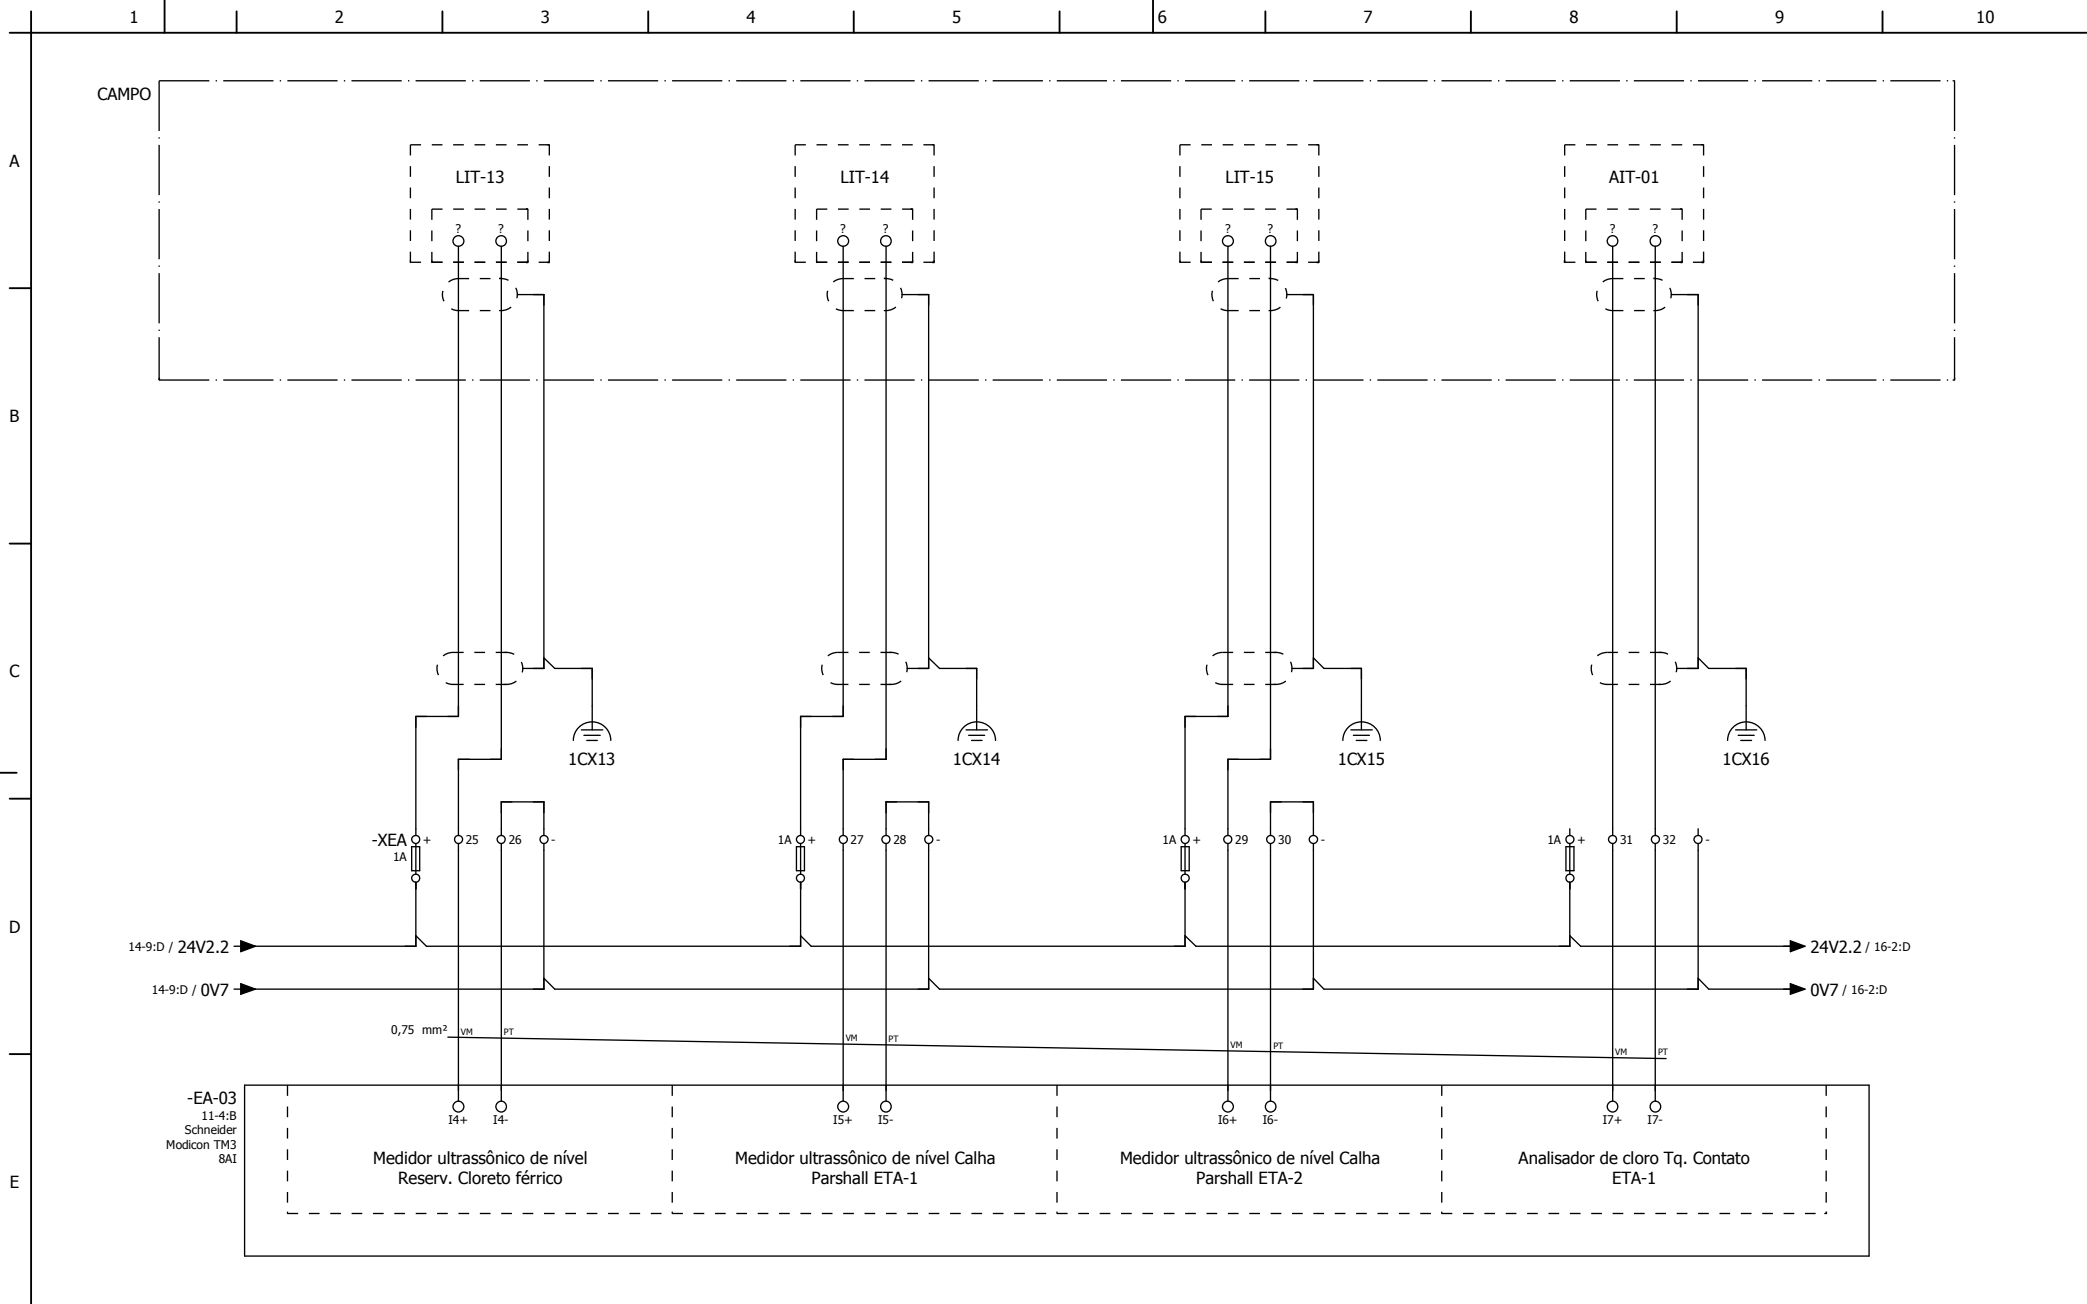 1 2 3 4 5 6 7 8 9 10
CAMPO
A
LIT-13 LIT-14 LIT-15 AIT-01
? ? ? ? ? ? ? ?
B
C
1CX13 1CX14 1CX15 1CX16
-XEA + 25 26 - 1A + 27 28 - 1A + 29 30 - 1A + 31 32 -
1A
D
14-9:D / 24V2.2 24V2.2 / 16-2:D
14-9:D / 0V7 0V7 / 16-2:D
0,75 mm² VM PT VM PT VM PT VM PT
-EA-03
11-4:B
Schneider
Modicon TM3
8AI
I4+ I4- I5+ I5- I6+ I6- I7+ I7-
E
Medidor ultrassônico de nível
Reserv. Cloreto férrico
Medidor ultrassônico de nível Calha
Parshall ETA-1
Medidor ultrassônico de nível Calha
Parshall ETA-2
Analisador de cloro Tq. Contato
ETA-1